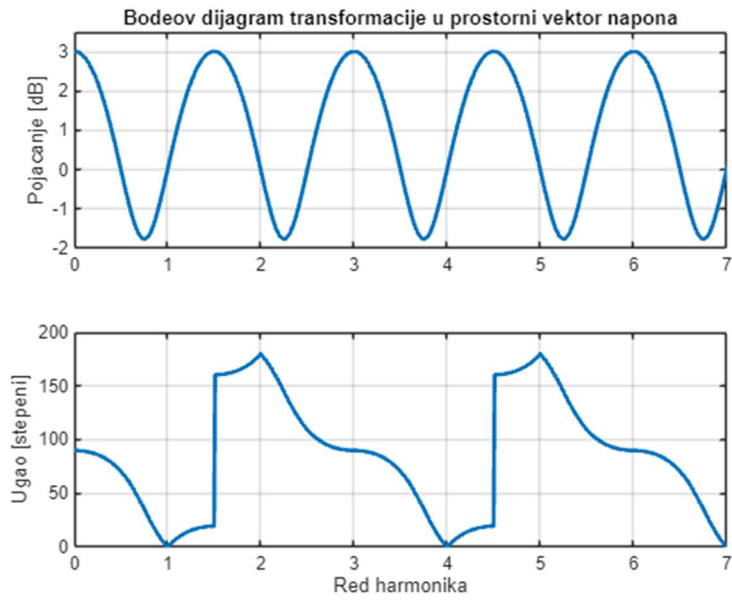 Bodeov dijagram transformacije u prostorni vektor napona
Pojacanje [dB]
3
2
1
0
-1
-2
0 1 2 3 4 5 6 7
Ugao [stepeni]
200
150
100
50
0
0 1 2 3 4 5 6 7
Red harmonika